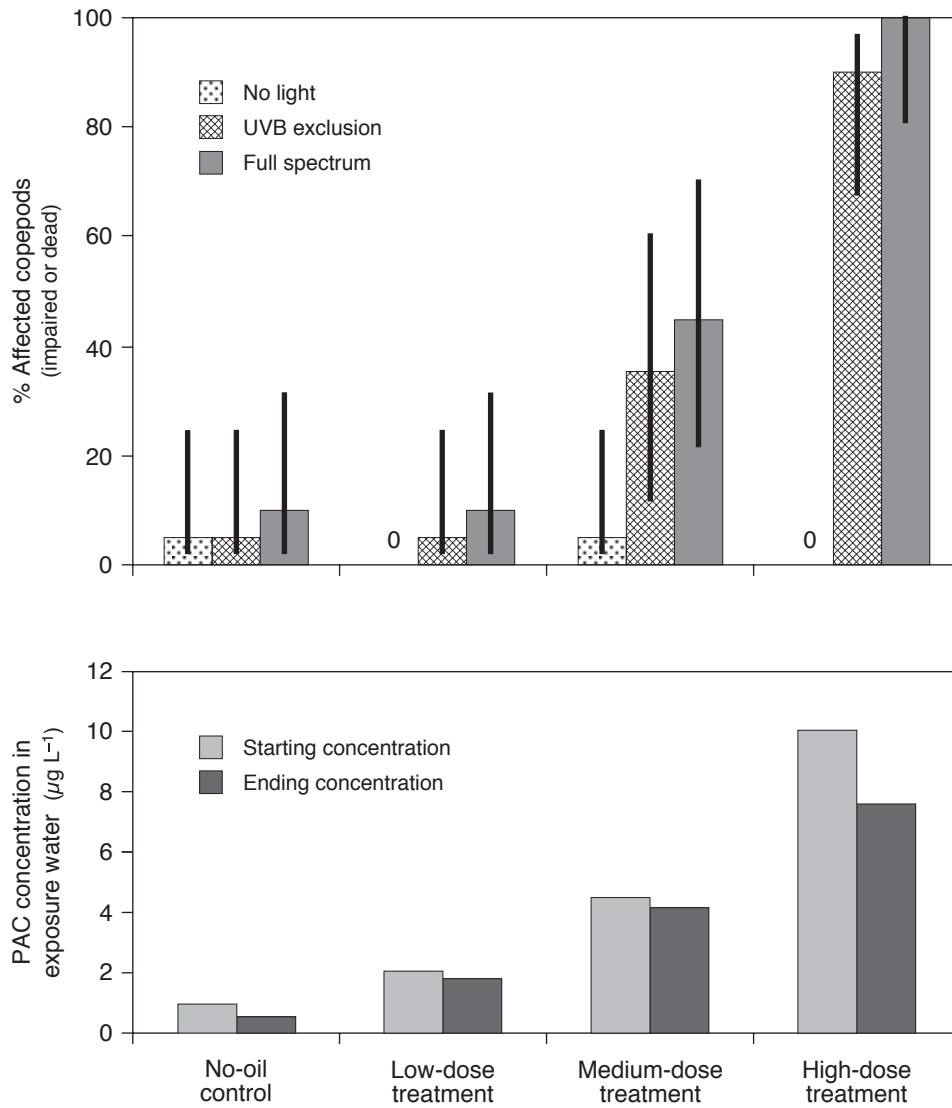 100
80
60
40
20
0
% Affected copepods
(impaired or dead)
No light
UVB exclusion
Full spectrum
0
0
12
10
8
6
4
2
0
PAC concentration in
exposure water (µg L⁻¹)
Starting concentration
Ending concentration
No-oil
control
Low-dose
treatment
Medium-dose
treatment
High-dose
treatment